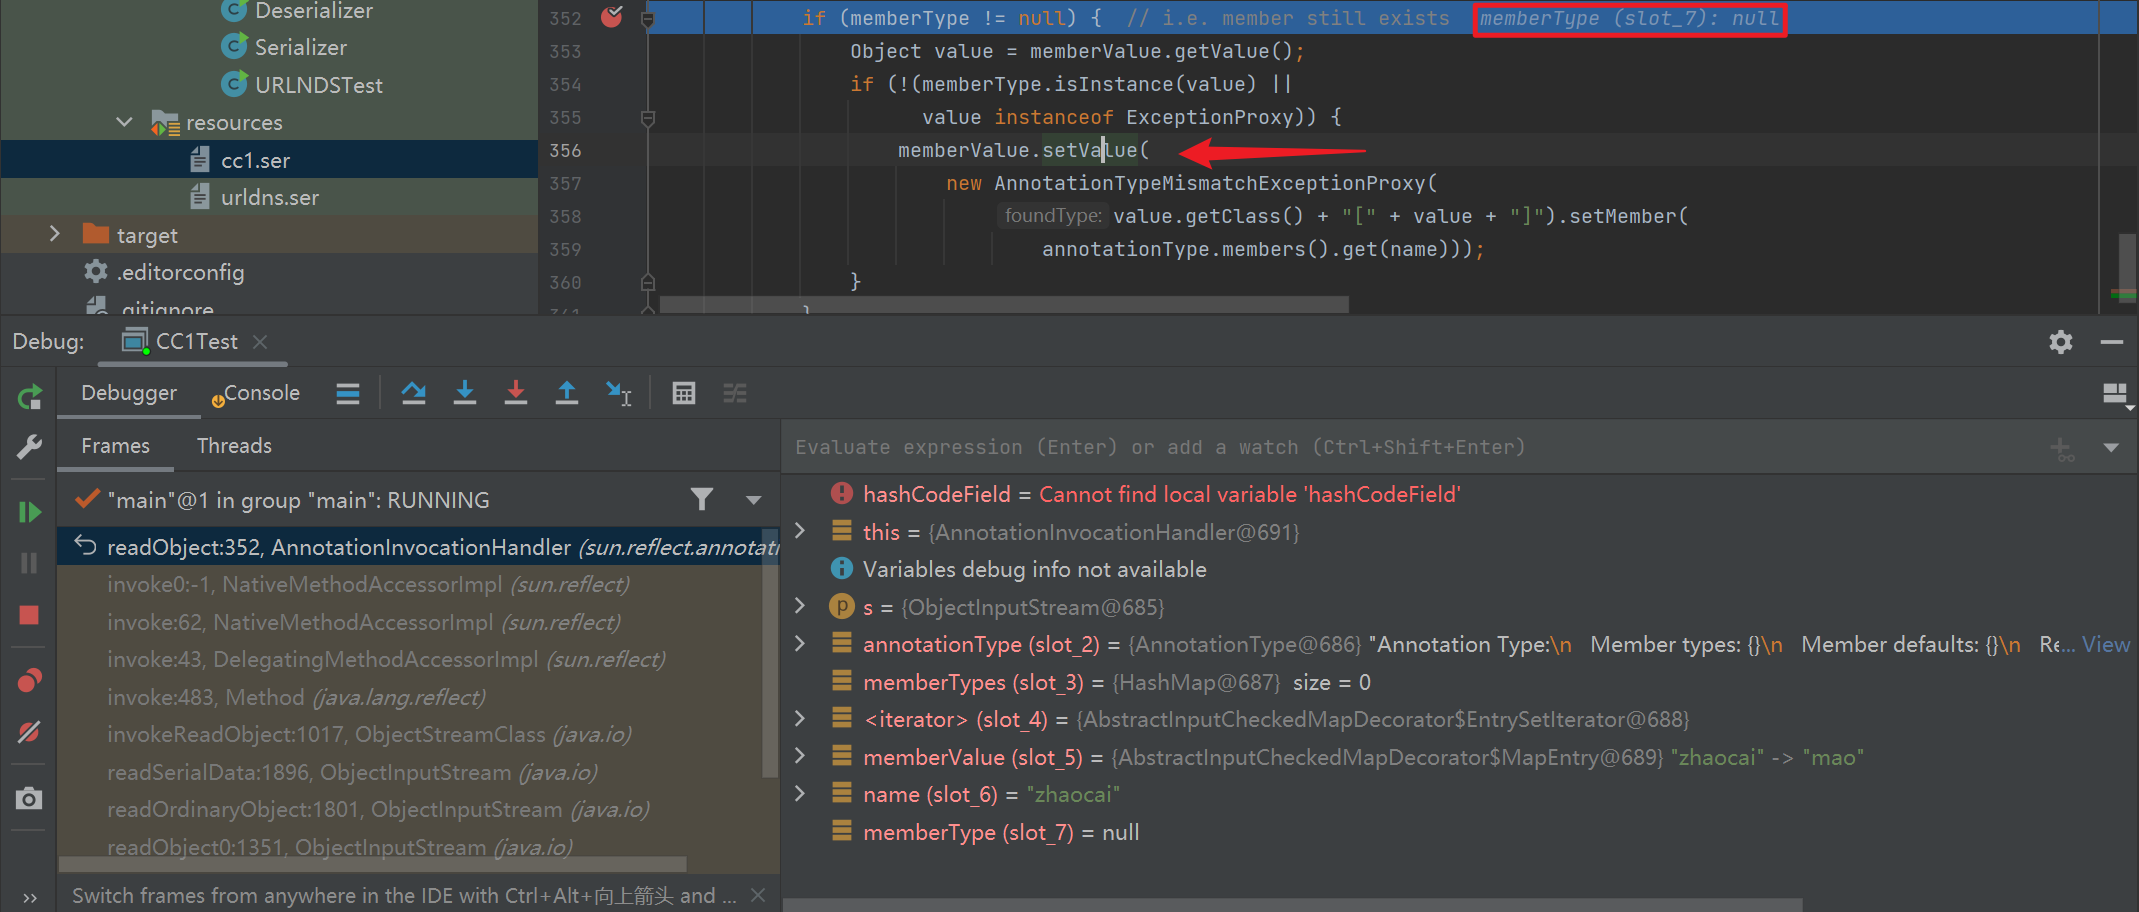 Deserializer
Serializer
URLNDSTest
resources
cc1.ser
urldns.ser
target
.editorconfig
.gitignore
352 if (memberType != null) { // i.e. member still exists memberType (slot_7): null
353 Object value = memberValue.getValue();
354 if (!(memberType.isInstance(value) ||
355 value instanceof ExceptionProxy)) {
356 memberValue.setValue(
357 new AnnotationTypeMismatchExceptionProxy(
358 foundType: value.getClass() + "[" + value + "]").setMember(
359 annotationType.members().get(name)));
360 }
361 }
Debug: CC1Test
Debugger Console
Frames Threads
Evaluate expression (Enter) or add a watch (Ctrl+Shift+Enter)
"main"@1 in group "main": RUNNING
readObject:352, AnnotationInvocationHandler (sun.reflect.annotati
invoke0:-1, NativeMethodAccessorImpl (sun.reflect)
invoke:62, NativeMethodAccessorImpl (sun.reflect)
invoke:43, DelegatingMethodAccessorImpl (sun.reflect)
invoke:483, Method (java.lang.reflect)
invokeReadObject:1017, ObjectStreamClass (java.io)
readSerialData:1896, ObjectInputStream (java.io)
readOrdinaryObject:1801, ObjectInputStream (java.io)
readObject0:1351, ObjectInputStream (java.io)
Switch frames from anywhere in the IDE with Ctrl+Alt+向上箭头 and ...
hashCodeField = Cannot find local variable 'hashCodeField'
this = {AnnotationInvocationHandler@691}
Variables debug info not available
p s = {ObjectInputStream@685}
annotationType (slot_2) = {AnnotationType@686} "Annotation Type:\n Member types: {}\n Member defaults: {}\n Re... View
memberTypes (slot_3) = {HashMap@687} size = 0
<iterator> (slot_4) = {AbstractInputCheckedMapDecorator$EntrySetIterator@688}
memberValue (slot_5) = {AbstractInputCheckedMapDecorator$MapEntry@689} "zhaocai" -> "mao"
name (slot_6) = "zhaocai"
memberType (slot_7) = null